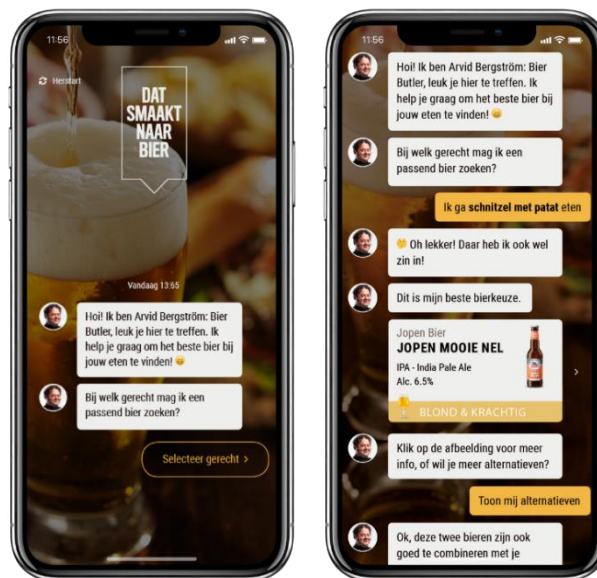 11:56
Herstart
DAT
SMAAKT
NAAR
BIER
Vandaag 13:65
Hoi! Ik ben Arvid Bergström: Bier
Butler, leuk je hier te treffen. Ik
help je graag om het beste bier bij
jouw eten te vinden! 😄
Bij welk gerecht mag ik een
passend bier zoeken?
Selecteer gerecht >
11:56
Hoi! Ik ben Arvid Bergström: Bier
Butler, leuk je hier te treffen. Ik
help je graag om het beste bier bij
jouw eten te vinden! 😄
Bij welk gerecht mag ik een
passend bier zoeken?
Ik ga schnitzel met patat eten
Oh lekker! Daar heb ik ook wel
zin in!
Dit is mijn beste bierkeuze.
Jopen Bier
JOPEN MOOIE NEL
IPA - India Pale Ale
Alc. 6.5%
BLOND & KRACHTIG
Klik op de afbeelding voor meer
info, of wil je meer alternatieven?
Toon mij alternatieven
Ok, deze twee bieren zijn ook
goed te combineren met je